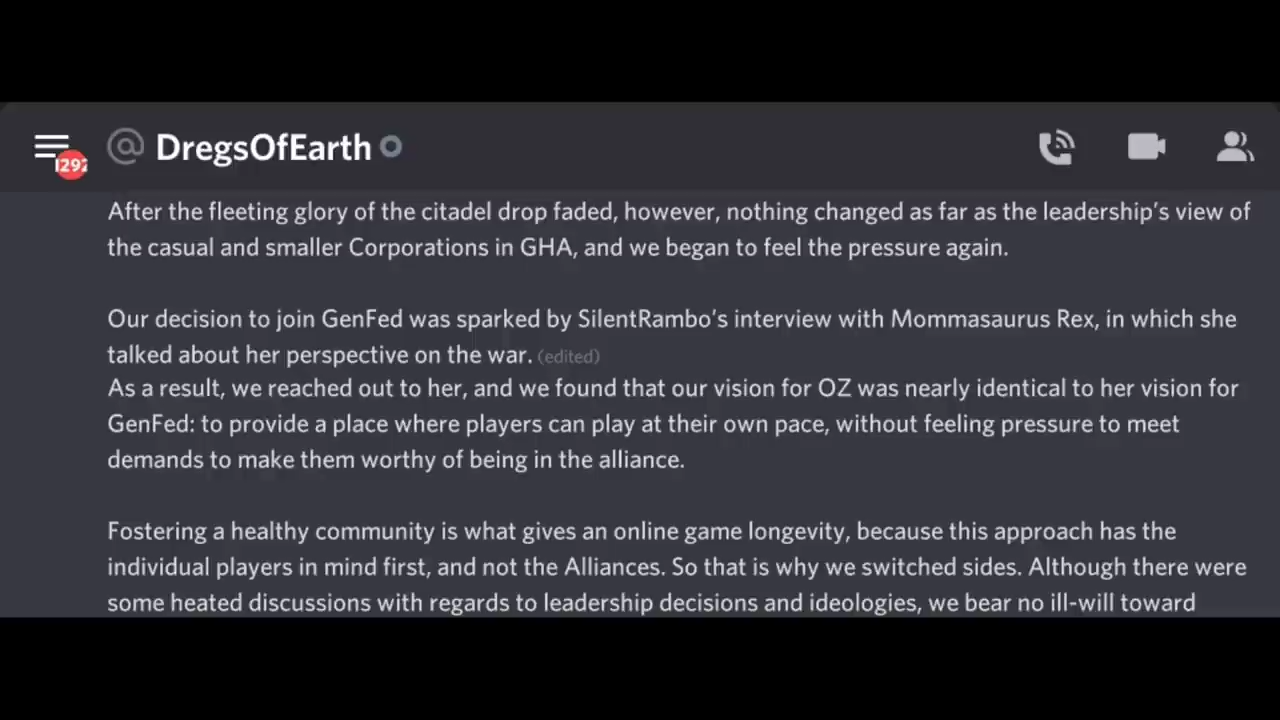 @ DregsOfEarth
After the fleeting glory of the citadel drop faded, however, nothing changed as far as the leadership's view of
the casual and smaller Corporations in GHA, and we began to feel the pressure again.
Our decision to join GenFed was sparked by SilentRambo's interview with Mommasaurus Rex, in which she
talked about her perspective on the war. (edited)
As a result, we reached out to her, and we found that our vision for OZ was nearly identical to her vision for
GenFed: to provide a place where players can play at their own pace, without feeling pressure to meet
demands to make them worthy of being in the alliance.
Fostering a healthy community is what gives an online game longevity, because this approach has the
individual players in mind first, and not the Alliances. So that is why we switched sides. Although there were
some heated discussions with regards to leadership decisions and ideologies, we bear no ill-will toward